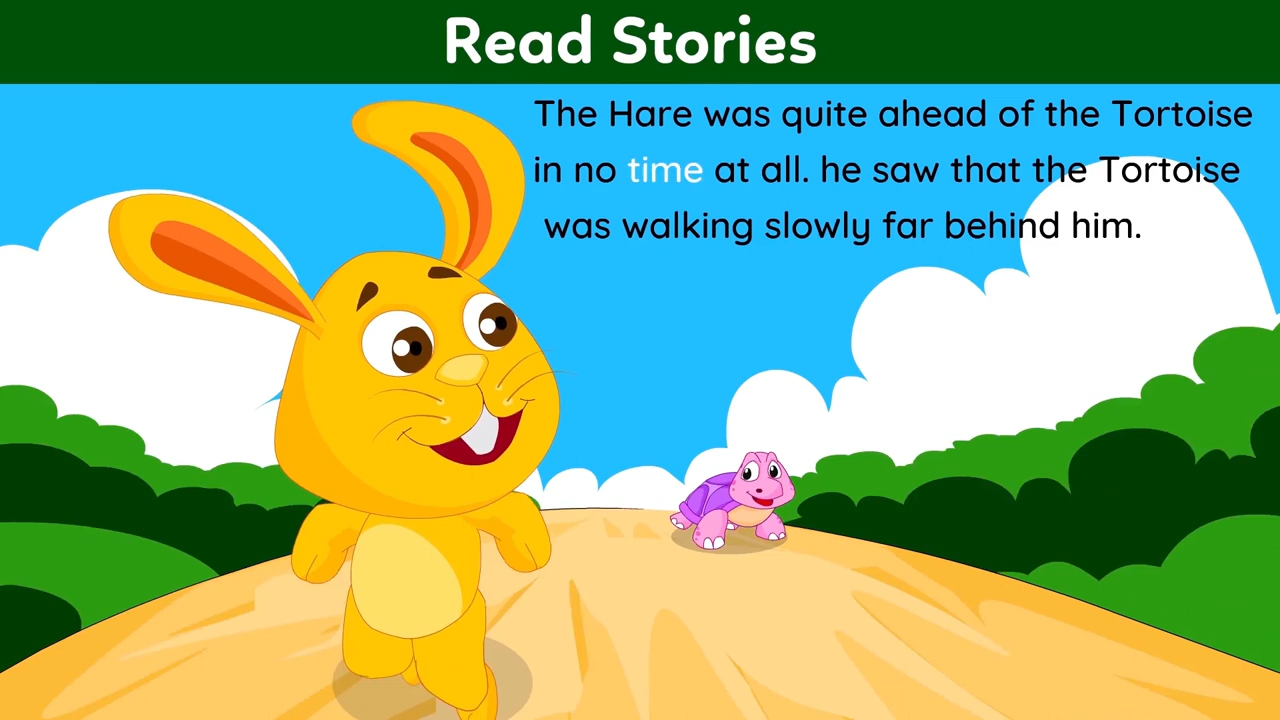 Read Stories
The Hare was quite ahead of the Tortoise
in no time at all. he saw that the Tortoise
was walking slowly far behind him.